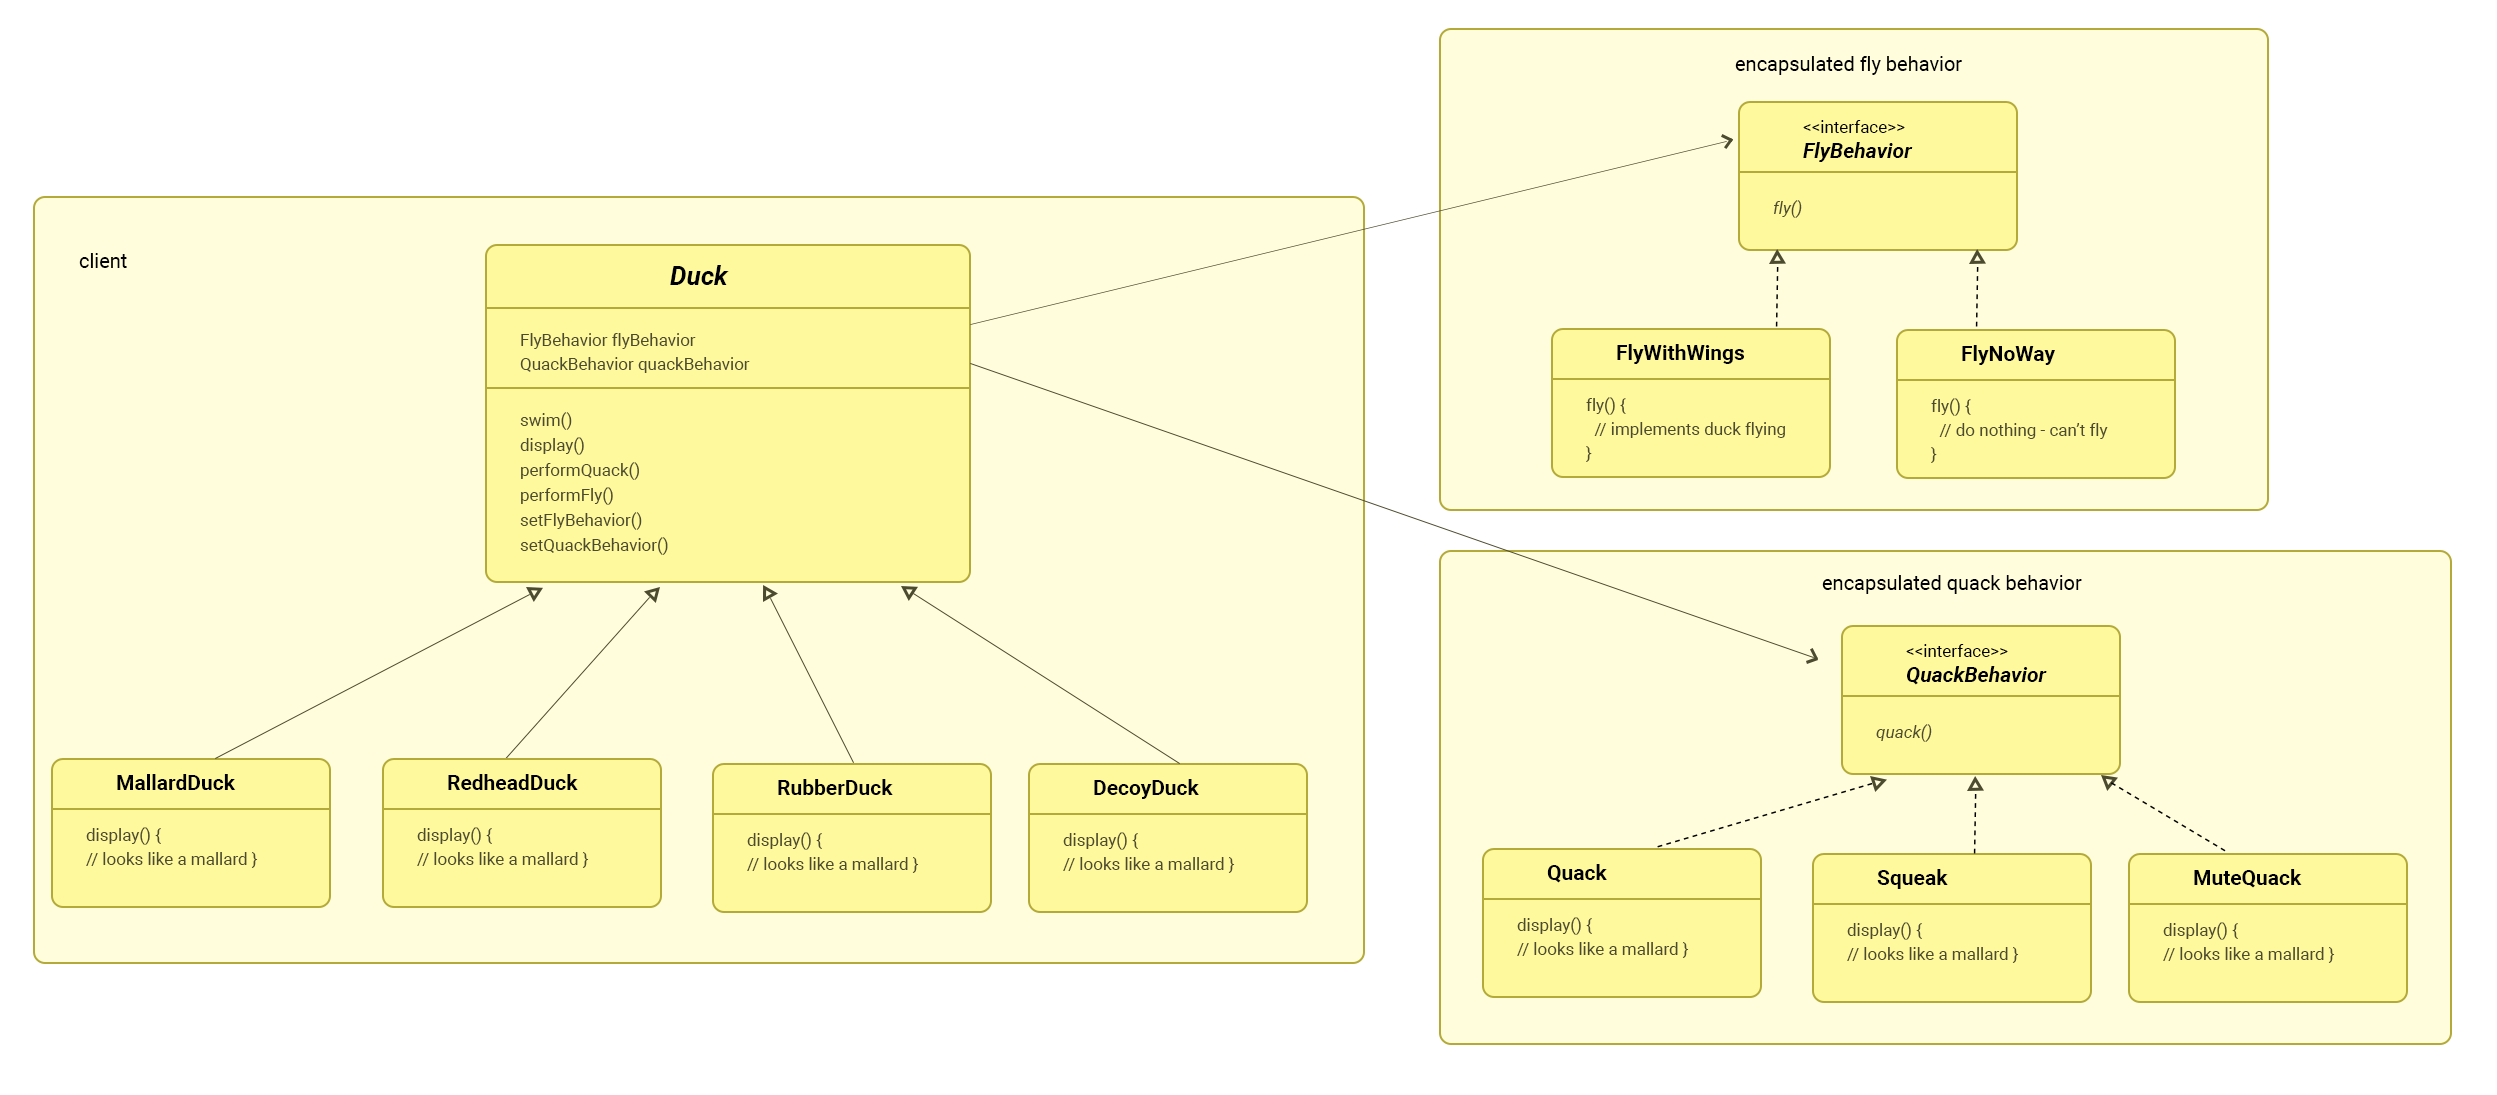 client
Duck
FlyBehavior flyBehavior
QuackBehavior quackBehavior
swim()
display()
performQuack()
performFly()
setFlyBehavior()
setQuackBehavior()
MallardDuck
display() {
// looks like a mallard }
RedheadDuck
display() {
// looks like a mallard }
RubberDuck
display() {
// looks like a mallard }
DecoyDuck
display() {
// looks like a mallard }
encapsulated fly behavior
<<interface>>
FlyBehavior
fly()
FlyWithWings
fly() {
// implements duck flying
}
FlyNoWay
fly() {
// do nothing - can’t fly
}
encapsulated quack behavior
<<interface>>
QuackBehavior
quack()
Quack
display() {
// looks like a mallard }
Squeak
display() {
// looks like a mallard }
MuteQuack
display() {
// looks like a mallard }